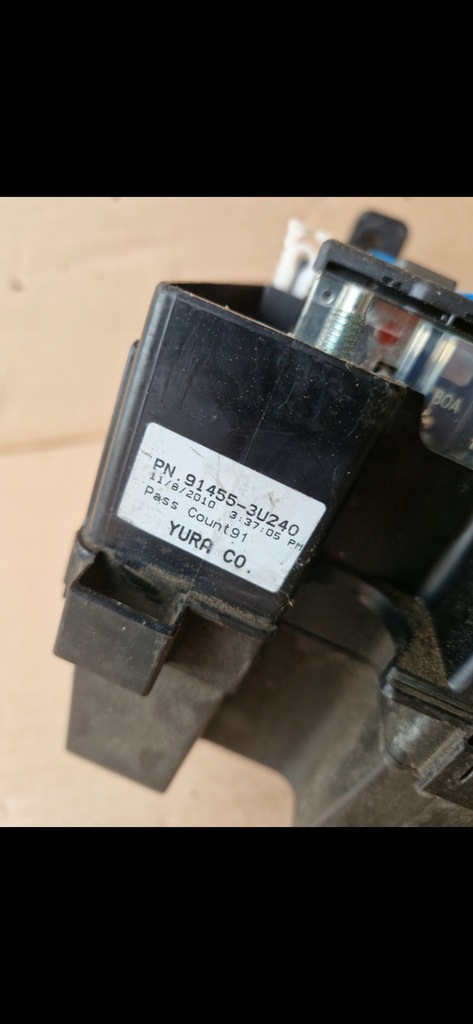 80A
PN.91455-3U240
11/8/2010 3:37:05 PM
Pass Count91
YURA CO.